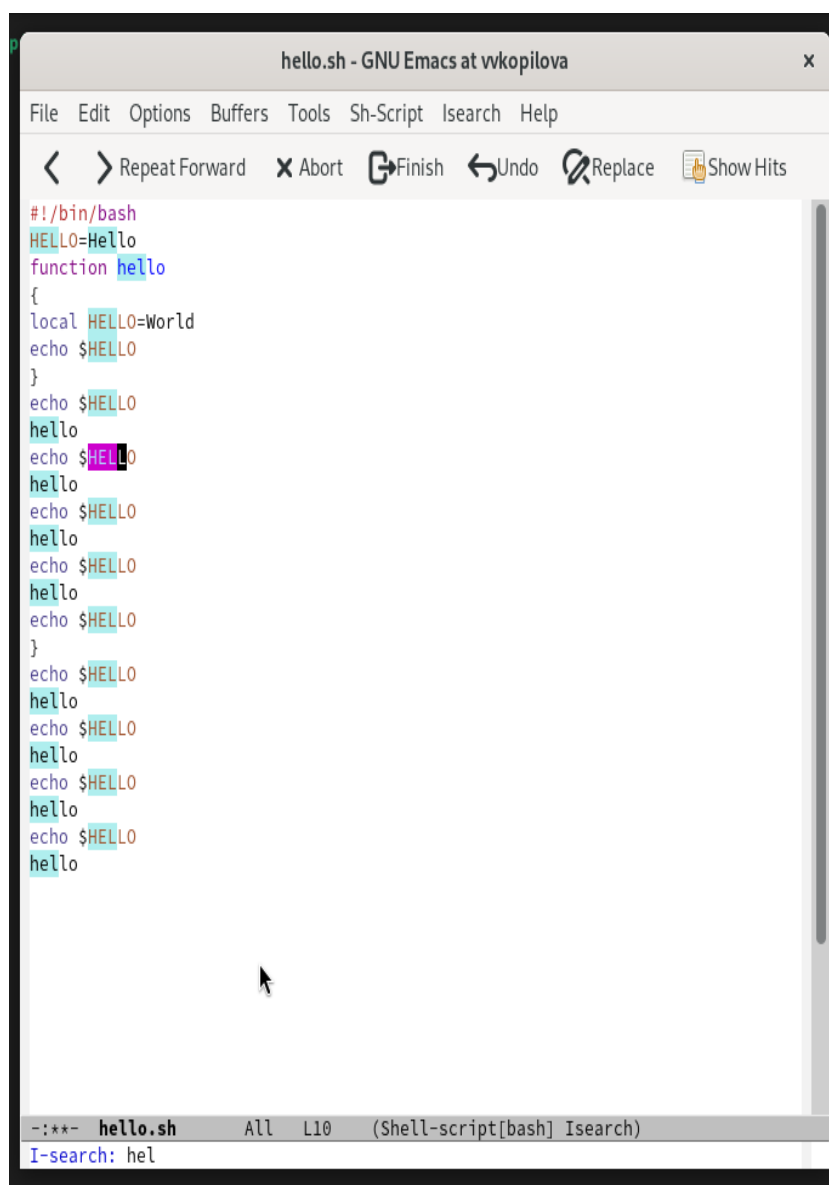 p
hello.sh - GNU Emacs at vvkopilova x
File Edit Options Buffers Tools Sh-Script Isearch Help
Repeat Forward Abort Finish Undo Replace Show Hits
#!/bin/bash
HELLO=Hello
function hello
{
local HELLO=World
echo $HELLO
}
echo $HELLO
hello
echo $HELLO
hello
echo $HELLO
hello
echo $HELLO
hello
echo $HELLO
}
echo $HELLO
hello
echo $HELLO
hello
echo $HELLO
hello
echo $HELLO
hello
-:**- hello.sh All L10 (Shell-script[bash] Isearch)
I-search: hel